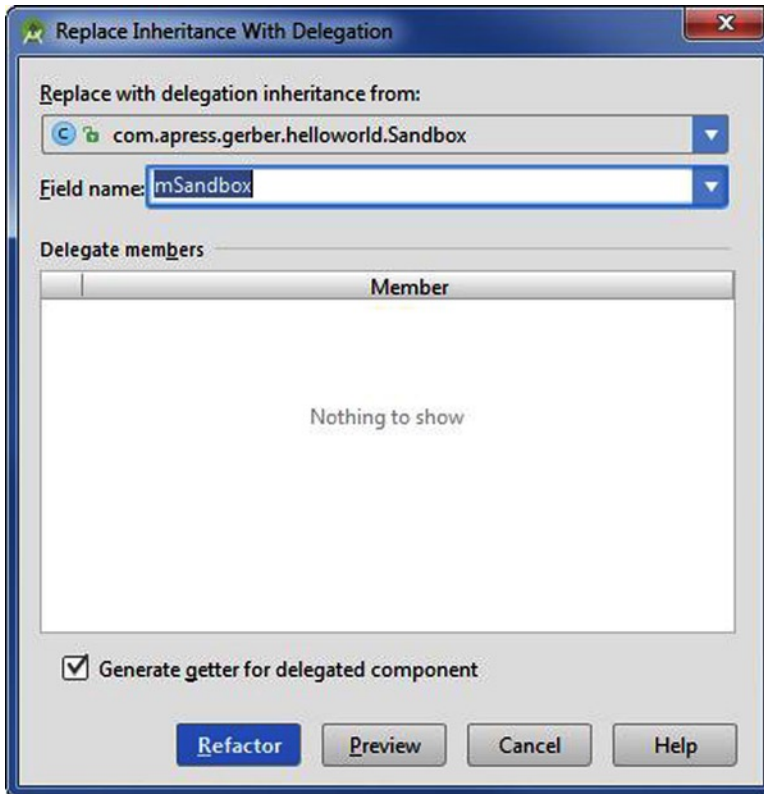 Replace Inheritance With Delegation
Replace with delegation inheritance from:
com.apress.gerber.helloworld.Sandbox
Field name: mSandbox
Delegate members
Member
Nothing to show
Generate getter for delegated component
Refactor Preview Cancel Help